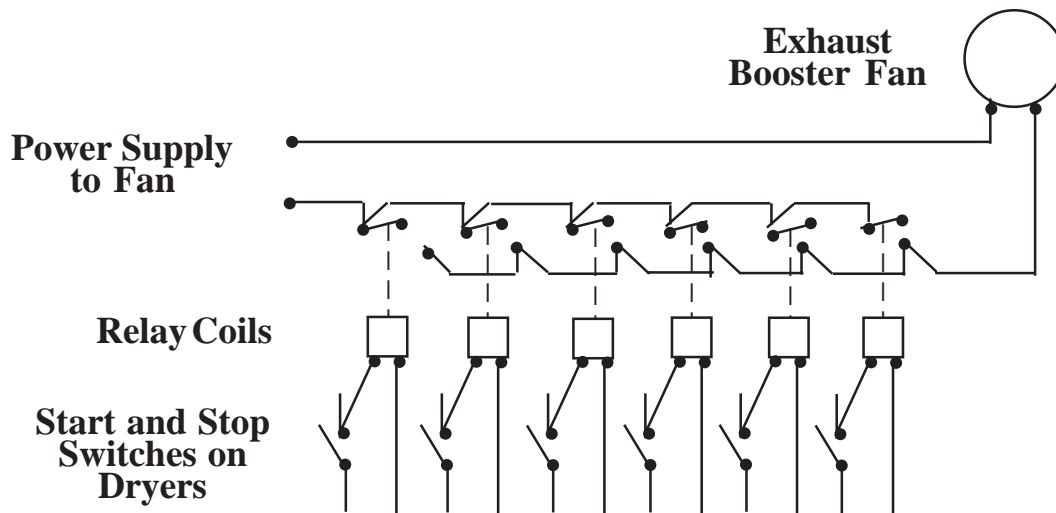 Exhaust
Booster Fan
Power Supply
to Fan
Relay Coils
Start and Stop
Switches on
Dryers